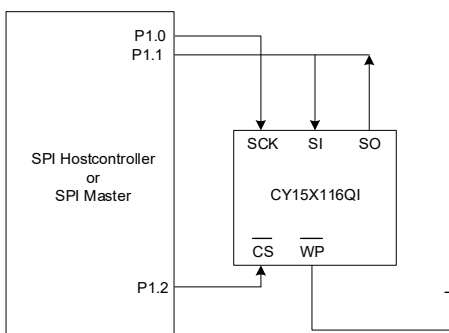 P1.0
P1.1
SPI Hostcontroller
or
SPI Master
P1.2
SCK SI SO
CY15X116QI
CS WP